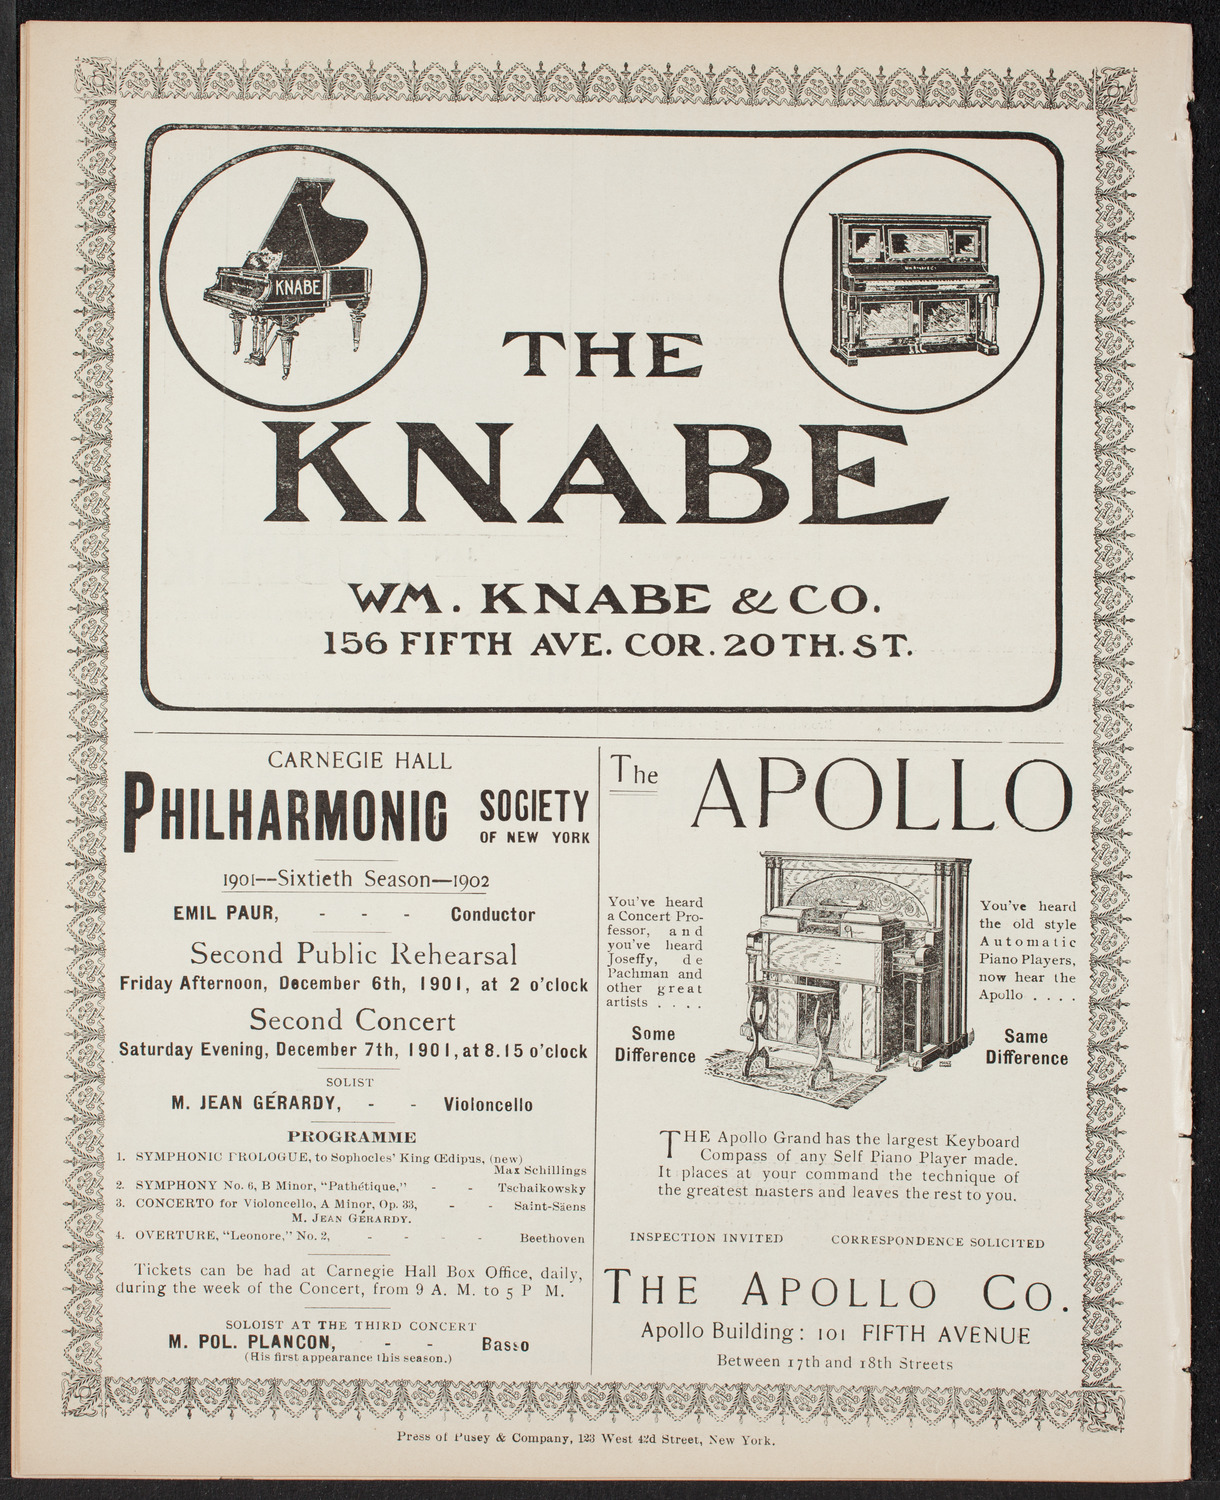 KNABE
WM. KNABE & CO.
THE
KNABE
WM. KNABE & CO.
156 FIFTH AVE. COR. 20TH. ST.
CARNEGIE HALL
PHILHARMONIC SOCIETY
OF NEW YORK
1901--Sixtieth Season--1902
EMIL PAUR, - - - Conductor
Second Public Rehearsal
Friday Afternoon, December 6th, 1901, at 2 o'clock
Second Concert
Saturday Evening, December 7th, 1901, at 8.15 o'clock
SOLIST
M. JEAN GÉRARDY, - - Violoncello
PROGRAMME
1. SYMPHONIC PROLOGUE, to Sophocles' King Œdipus, (new)
Max Schillings
2. SYMPHONY No. 6, B Minor, "Pathétique," - - Tschaikowsky
3. CONCERTO for Violoncello, A Minor, Op. 33, - - Saint-Säens
M. JEAN GÉRARDY.
4. OVERTURE, "Leonore," No. 2, - - - - Beethoven
Tickets can be had at Carnegie Hall Box Office, daily,
during the week of the Concert, from 9 A. M. to 5 P M.
SOLOIST AT THE THIRD CONCERT
M. POL. PLANCON, - - Basso
(His first appearance this season.)
The APOLLO
You've heard
a Concert Pro-
fessor, and
you've heard
Joseffy, de
Pachman and
other great
artists . . . .
Some
Difference
You've heard
the old style
Automatic
Piano Players,
now hear the
Apollo . . . .
Same
Difference
THE Apollo Grand has the largest Keyboard
Compass of any Self Piano Player made.
It places at your command the technique of
the greatest masters and leaves the rest to you.
INSPECTION INVITED CORRESPONDENCE SOLICITED
THE APOLLO CO.
Apollo Building: 101 FIFTH AVENUE
Between 17th and 18th Streets
Press of Pusey & Company, 123 West 42d Street, New York.